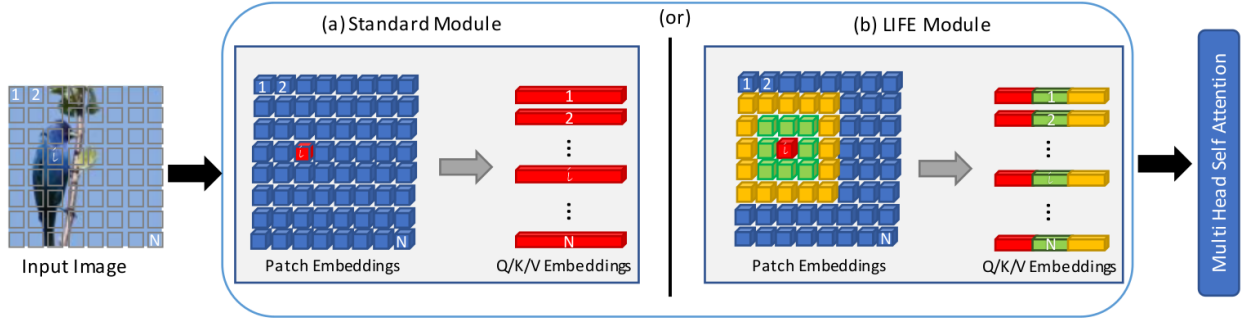 (a) Standard Module
(or)
(b) LIFE Module
1 2
i
N
Input Image
1 2
i
N
Patch Embeddings
1
2
...
i
...
N
Q/K/V Embeddings
1 2
i
N
Patch Embeddings
1
2
...
i
...
N
Q/K/V Embeddings
Multi Head Self Attention